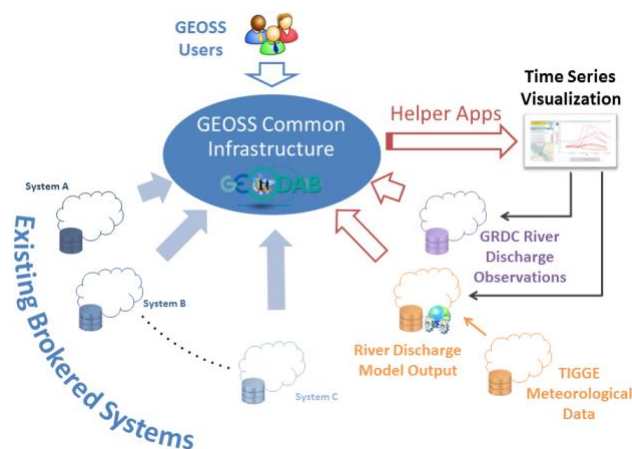 GEOSS
Users
Time Series
Visualization
Helper Apps
GEOSS Common
Infrastructure
GEO DAB
System A
System B
System C
Existing Brokered Systems
GRDC River
Discharge
Observations
River Discharge
Model Output
TIGGE
Meteorological
Data